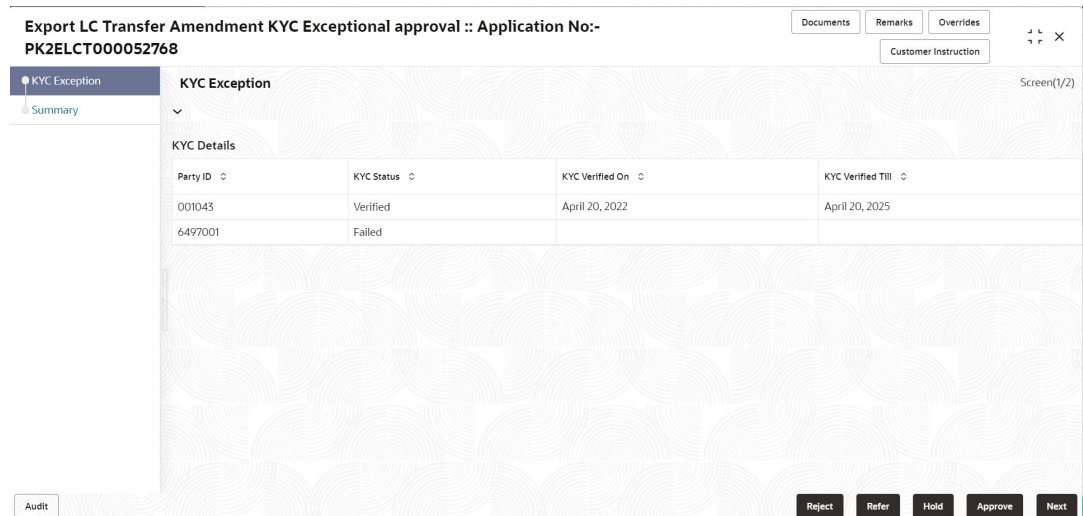 Export LC Transfer Amendment KYC Exceptional approval :: Application No:-
PK2ELCT000052768
Documents
Remarks
Overrides
Customer Instruction
KYC Exception
Summary
KYC Exception
Screen(1/2)
KYC Details
Party ID
KYC Status
KYC Verified On
KYC Verified Till
001043
Verified
April 20, 2022
April 20, 2025
6497001
Failed
Audit
Reject
Refer
Hold
Approve
Next